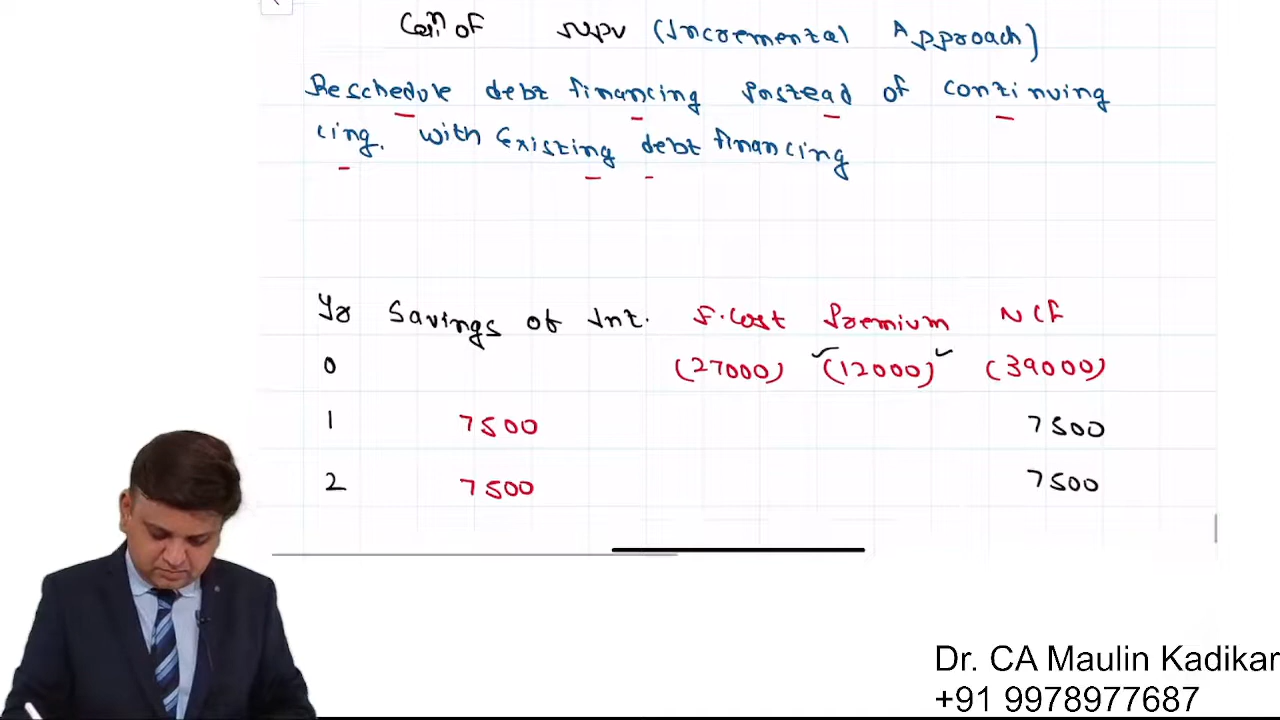 Calⁿ of NPV (Incremental Approach)
Reschedule debt financing instead of continuing
cing. with Existing debt financing
Yr Savings of Int. F.Cost Premium NCF
0 (27000) (12000) (39000)
1 7500 7500
2 7500 7500
Dr. CA Maulin Kadikar
+91 9978977687